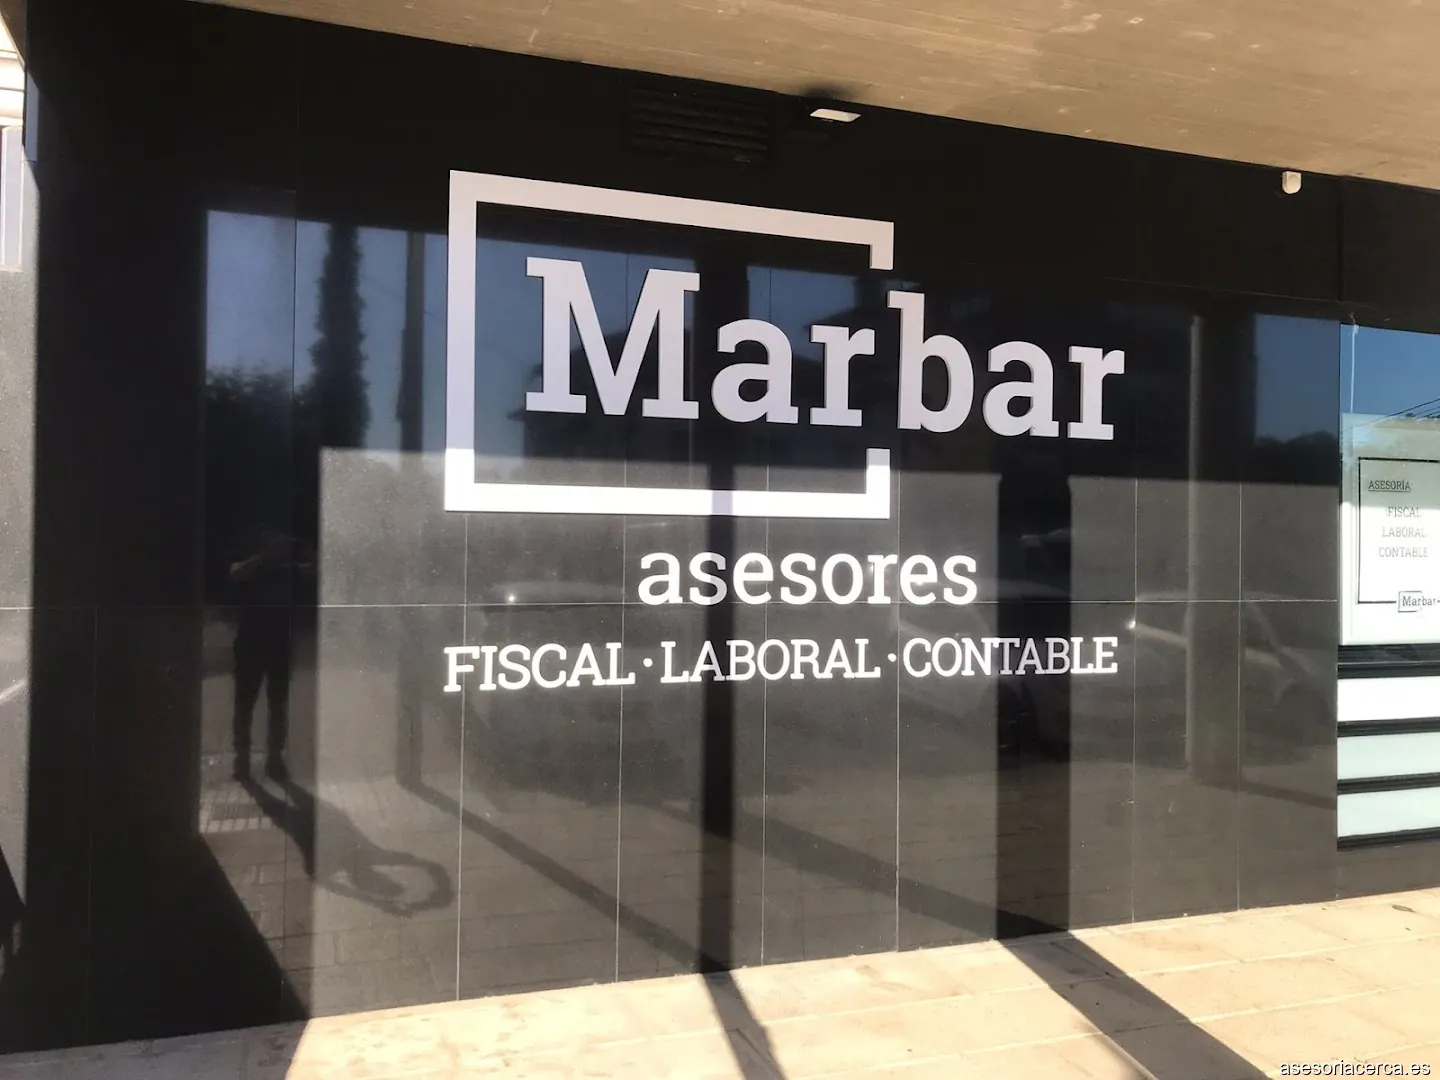 Marbar
asesores
FISCAL · LABORAL · CONTABLE
ASESORÍA
FISCAL
LABORAL
CONTABLE
Marbar
asesoriacerca.es